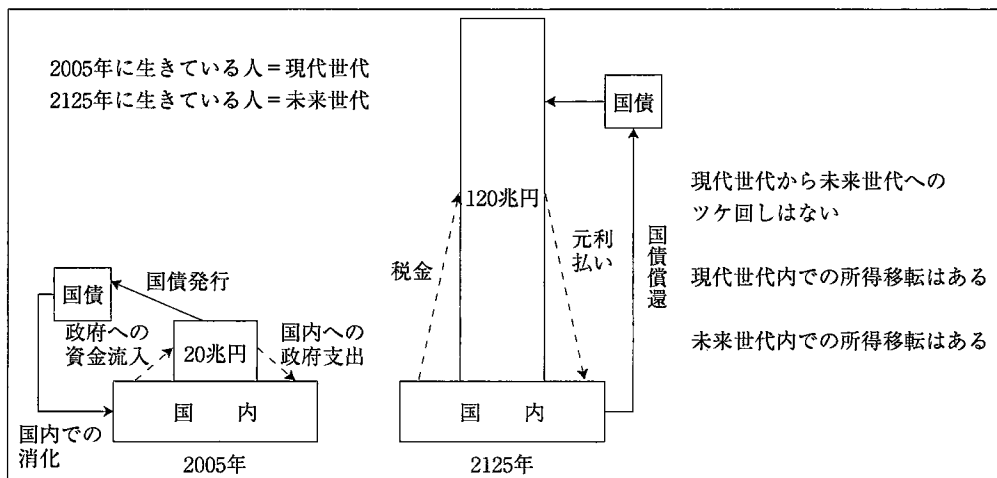 2005年に生きている人＝現代世代
2125年に生きている人＝未来世代
国債
国債発行
政府への
資金流入
20兆円
国内への
政府支出
国　内
国内での
消化
2005年
国債
120兆円
税金
元利
払い
国債償還
国　内
2125年
現代世代から未来世代への
ツケ回しはない
現代世代内での所得移転はある
未来世代内での所得移転はある